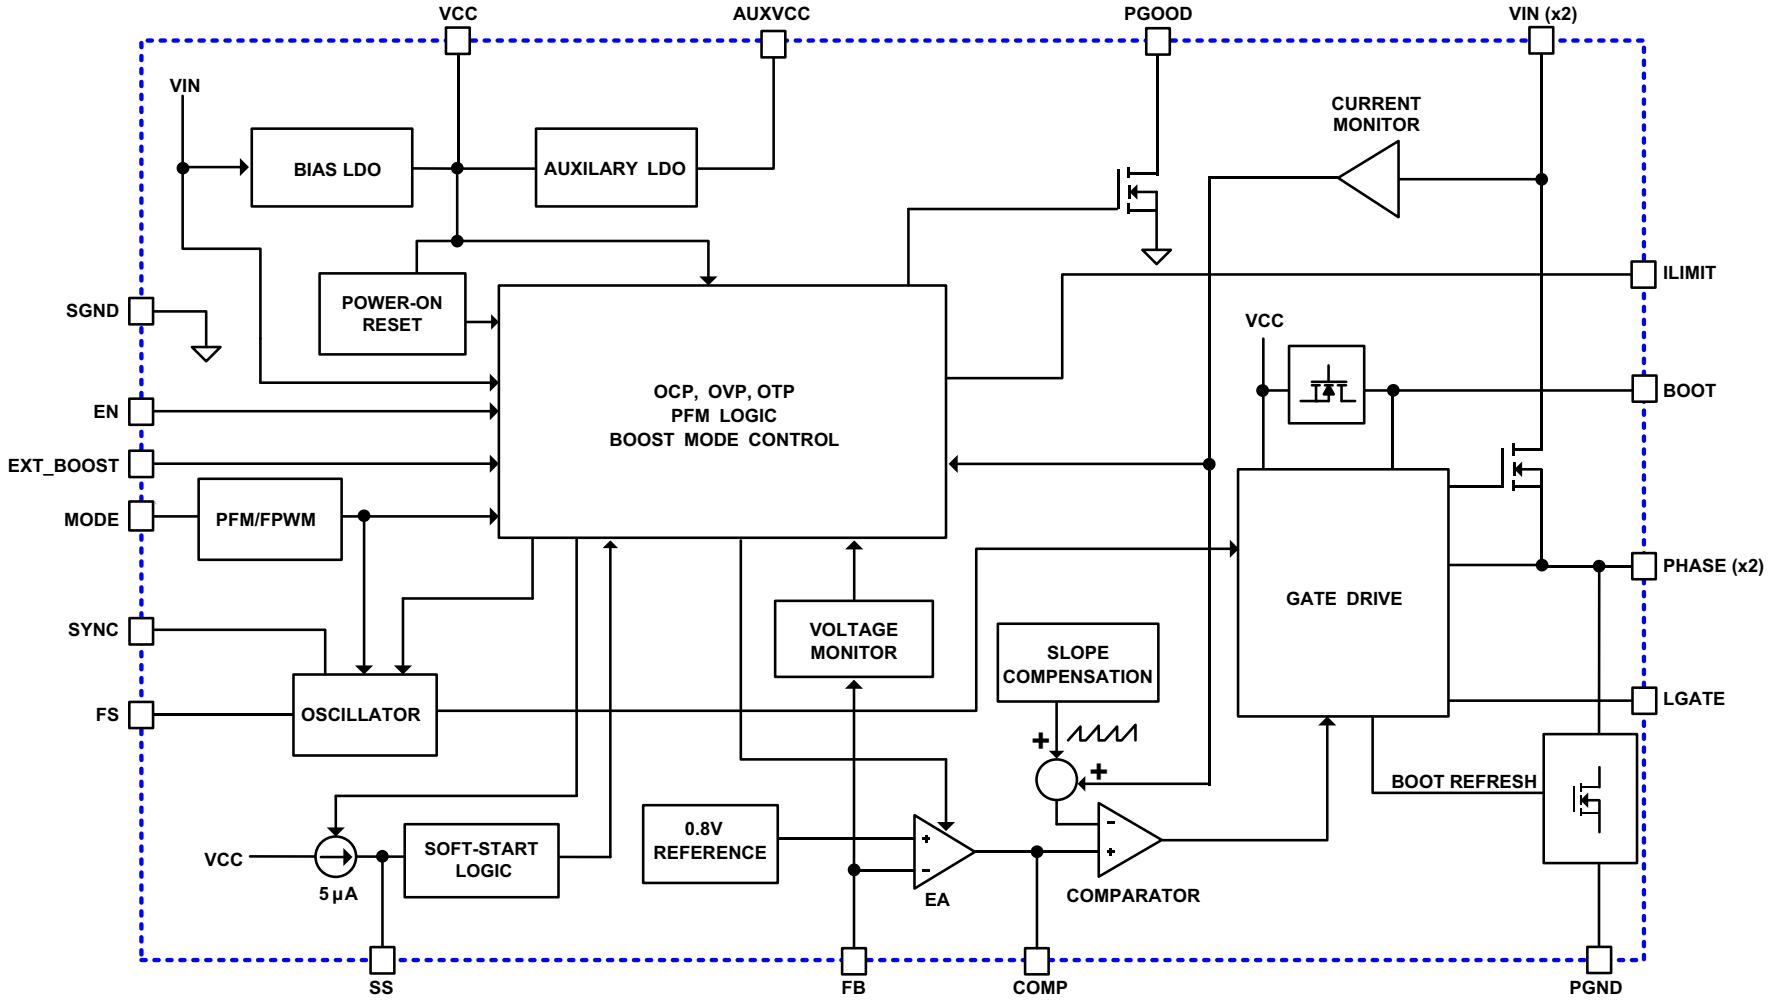 VCC
AUXVCC
PGOOD
VIN (x2)
VIN
CURRENT
MONITOR
BIAS LDO
AUXILARY LDO
ILIMIT
SGND
POWER-ON
RESET
VCC
OCP, OVP, OTP
PFM LOGIC
BOOST MODE CONTROL
BOOT
EN
EXT_BOOST
MODE
PFM/FPWM
PHASE (x2)
GATE DRIVE
SYNC
VOLTAGE
MONITOR
SLOPE
COMPENSATION
FS
OSCILLATOR
LGATE
+
+
BOOT REFRESH
0.8V
REFERENCE
+
−
EA
−
+
COMPARATOR
VCC
5 µA
SOFT-START
LOGIC
SS
FB
COMP
PGND